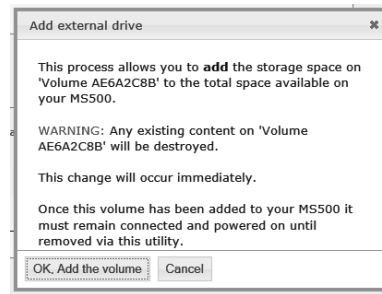 Add external drive
This process allows you to add the storage space on
'Volume AE6A2C8B' to the total space available on
your MS500.
WARNING: Any existing content on 'Volume
AE6A2C8B' will be destroyed.
This change will occur immediately.
Once this volume has been added to your MS500 it
must remain connected and powered on until
removed via this utility.
OK, Add the volume Cancel